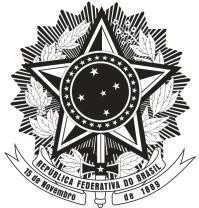 REPÚBLICA FEDERATIVA DO BRASIL
15 de Novembro de 1889